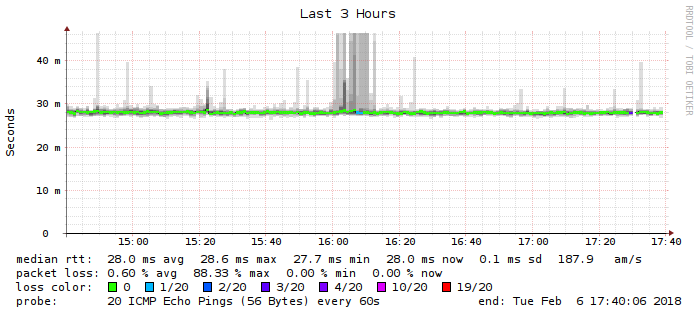 Last 3 Hours
RRDTOOL / TOBI OETIKER
Seconds
40 m
30 m
20 m
10 m
0
15:00 15:20 15:40 16:00 16:20 16:40 17:00 17:20 17:40
median rtt: 28.0 ms avg 28.6 ms max 27.7 ms min 28.0 ms now 0.1 ms sd 187.9 am/s
packet loss: 0.60 % avg 88.33 % max 0.00 % min 0.00 % now
loss color: 0 1/20 2/20 3/20 4/20 10/20 19/20
probe: 20 ICMP Echo Pings (56 Bytes) every 60s end: Tue Feb 6 17:40:06 2018